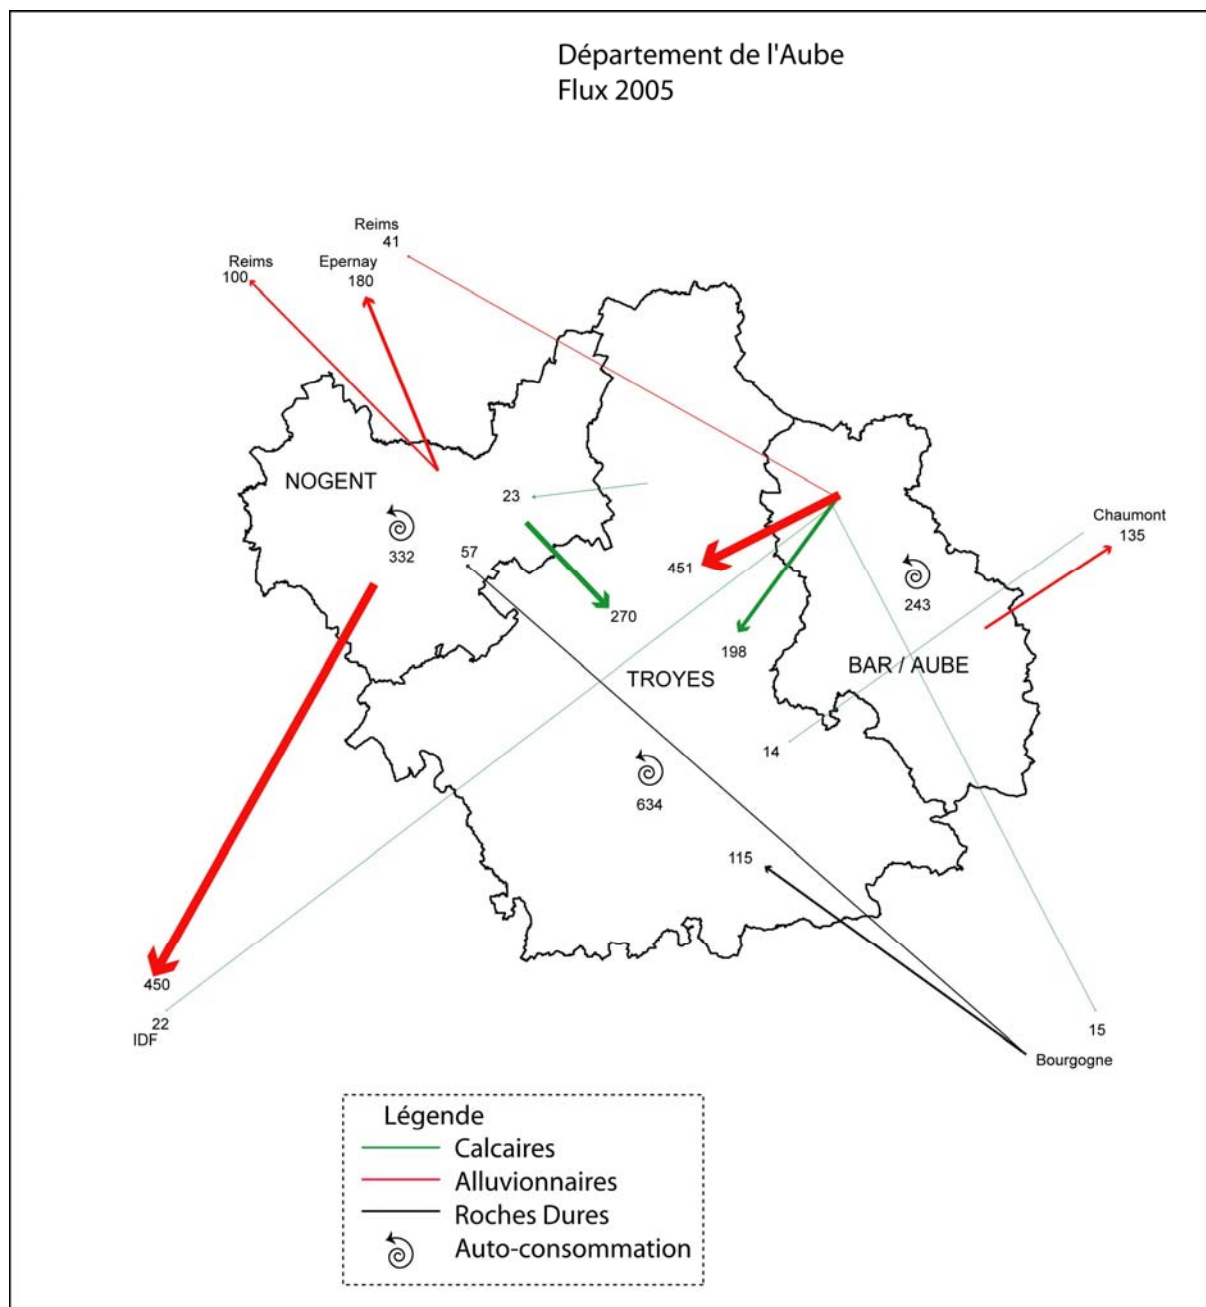 Département de l'Aube
Flux 2005
Reims
41
Reims
100
Epernay
180
NOGENT
23
332
57
451
270
198
TROYES
243
BAR / AUBE
Chaumont
135
14
634
115
450
22
IDF
15
Bourgogne
Légende
Calcaires
Alluvionnaires
Roches Dures
Auto-consommation